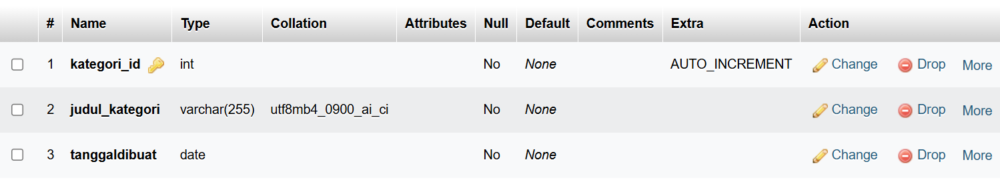 # Name Type Collation Attributes Null Default Comments Extra Action
1 kategori_id int No None AUTO_INCREMENT Change Drop More
2 judul_kategori varchar(255) utf8mb4_0900_ai_ci No None Change Drop More
3 tanggaldibuat date No None Change Drop More